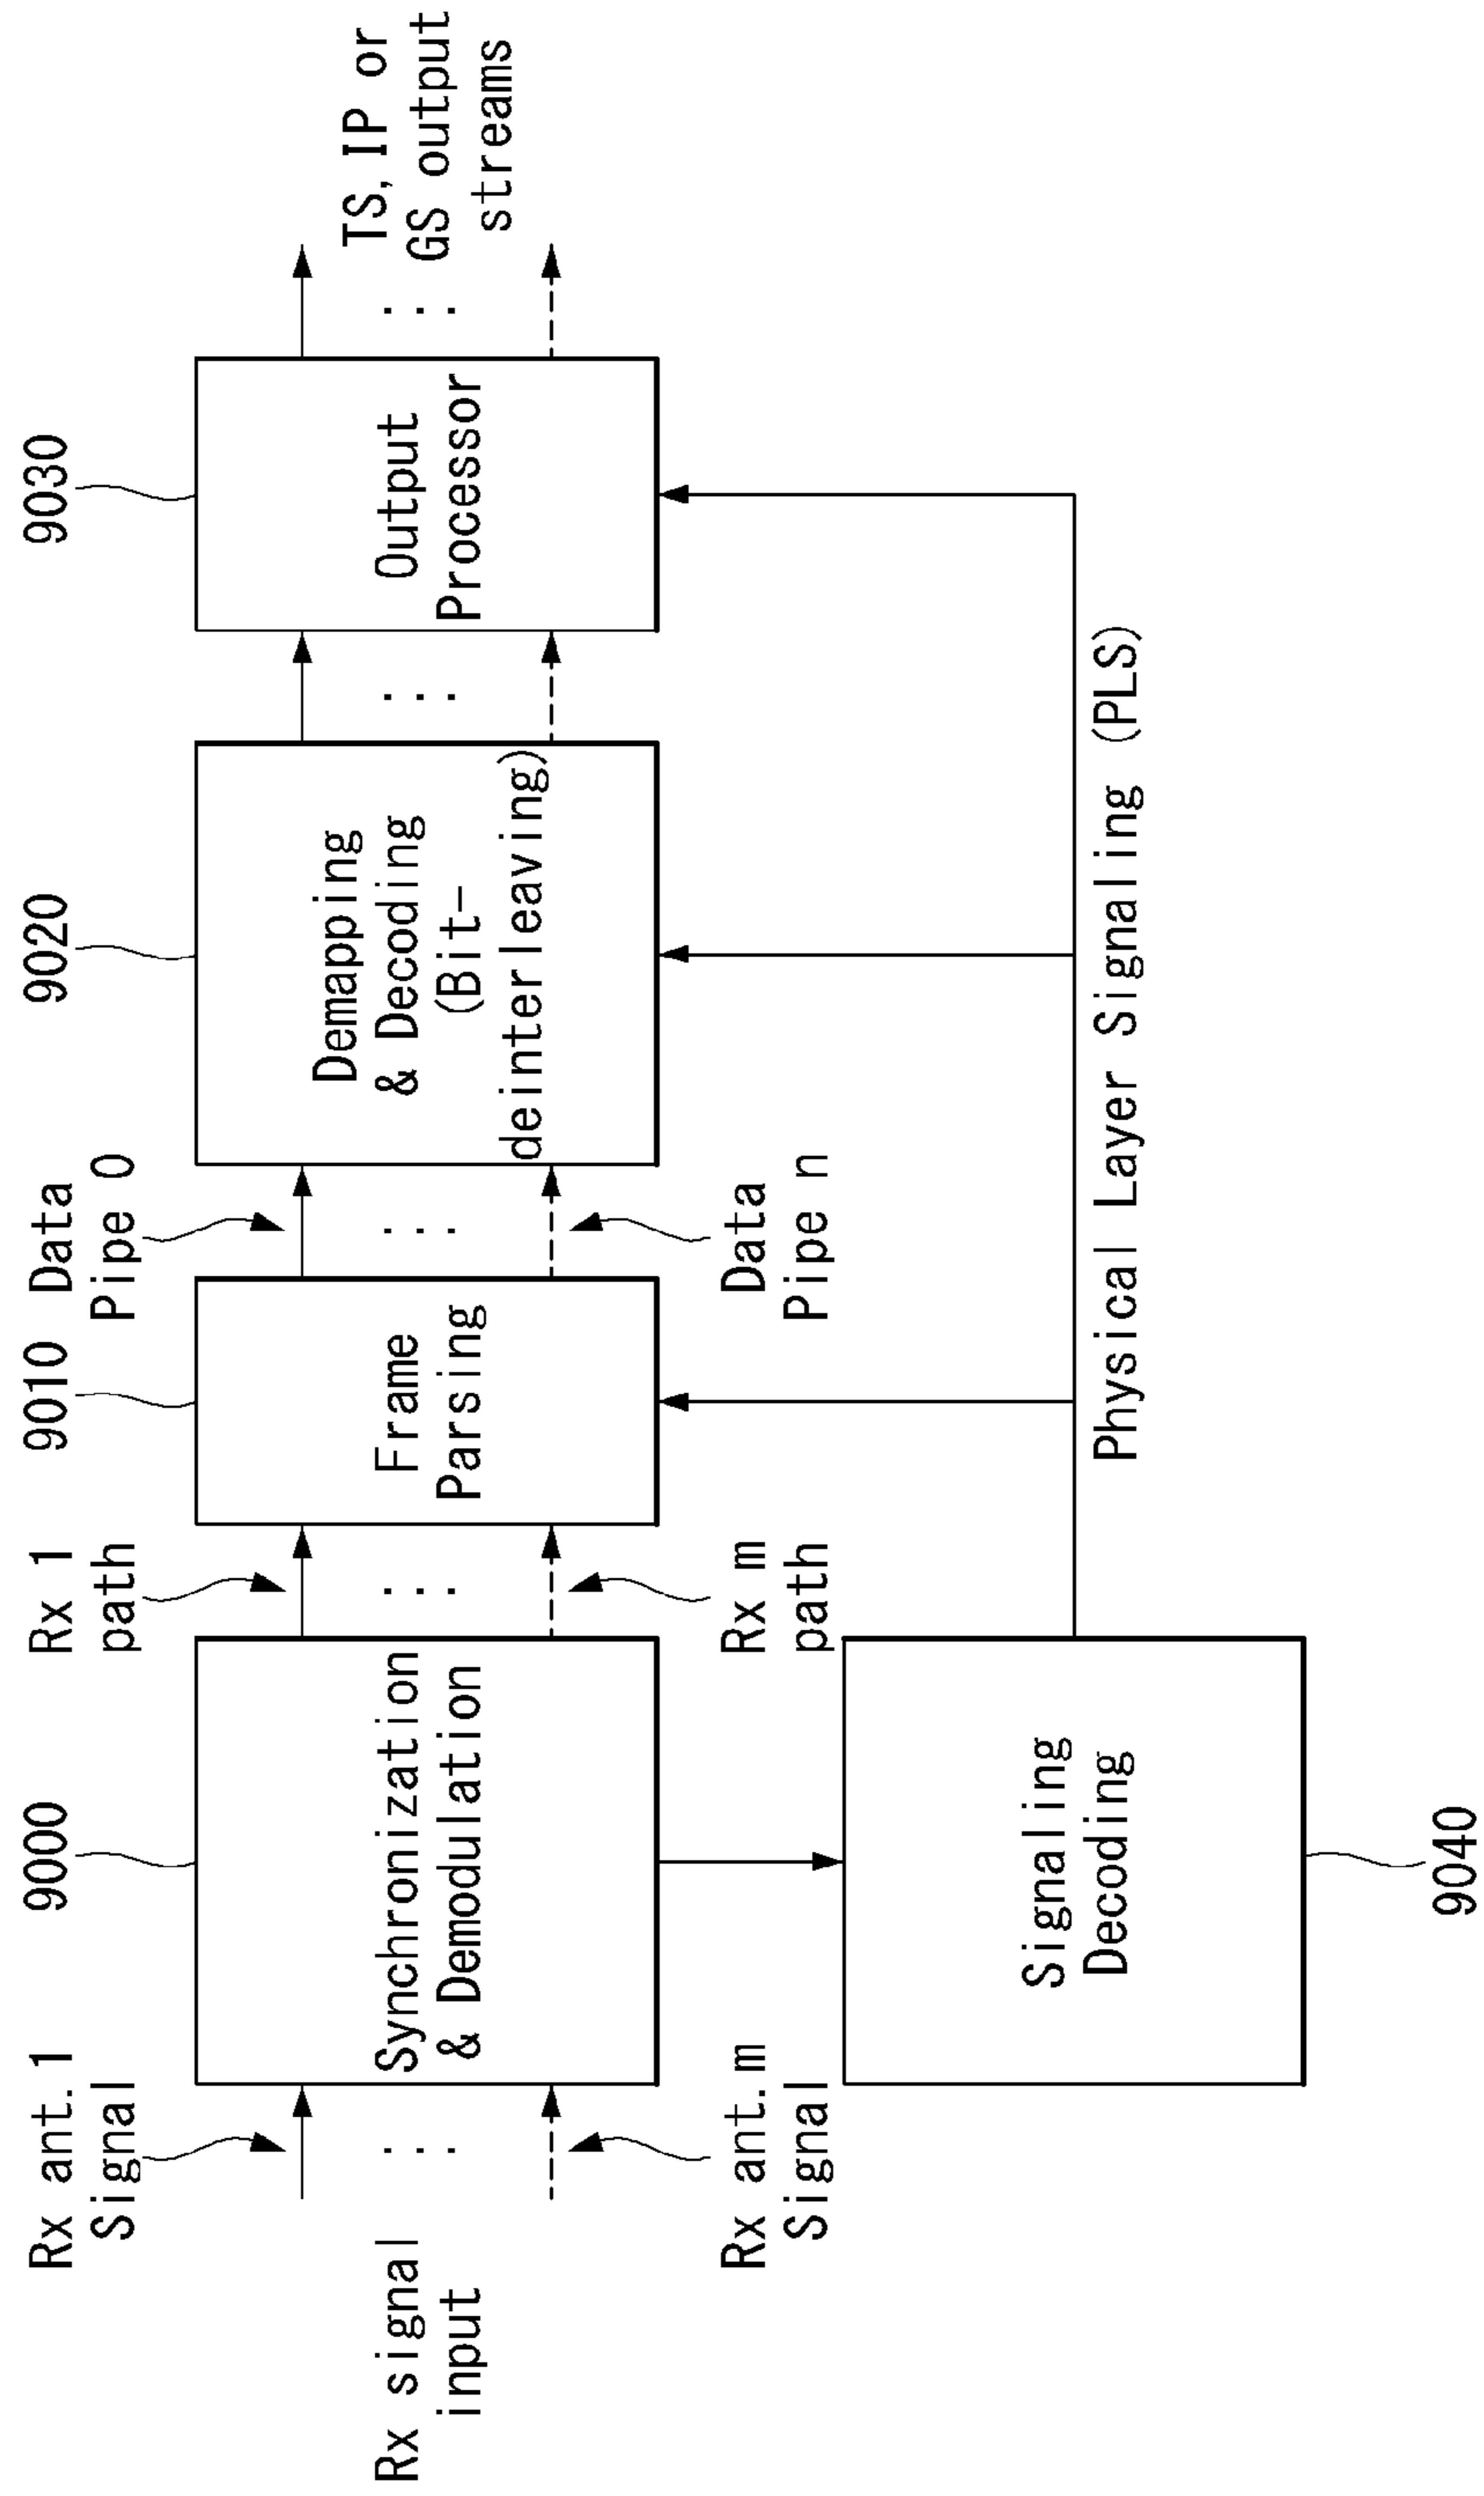 Rx signal
input
Rx ant.1
Signal
Rx ant.m
Signal
9000
Synchronization
& Demodulation
Rx 1
path
Rx m
path
9010
Frame
Parsing
Data
Pipe 0
Data
Pipe n
9020
Demapping
& Decoding
(Bit-
deinterleaving)
9030
Output
Processor
TS, IP or
GS output
streams
Signaling
Decoding
9040
Physical Layer Signaling (PLS)